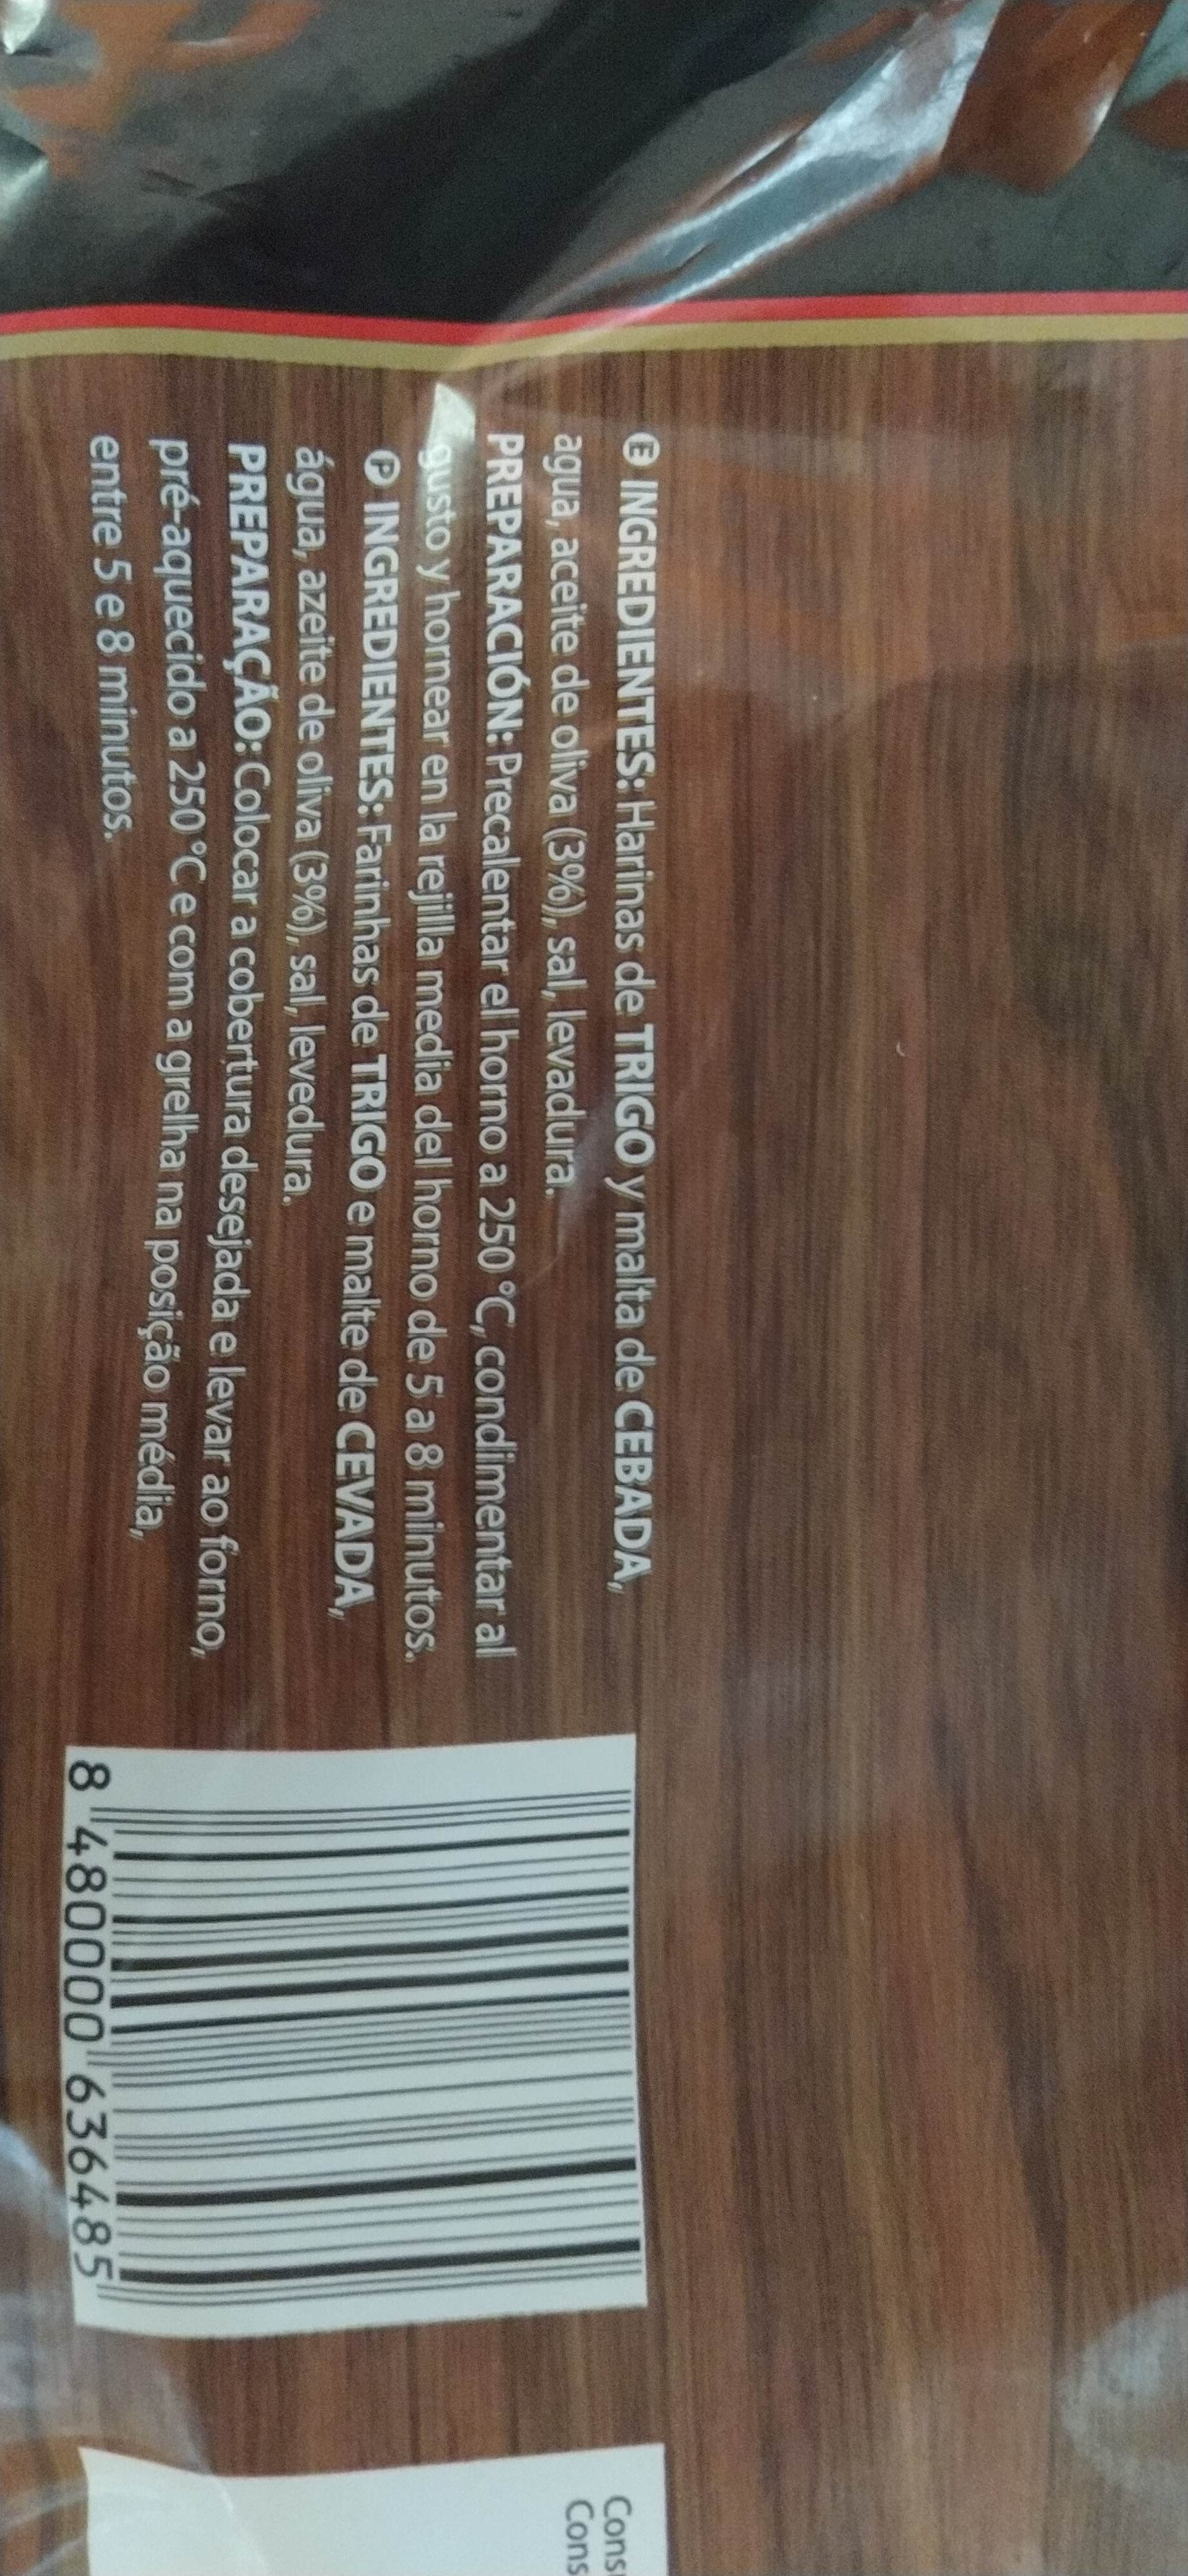 Ⓔ INGREDIENTES: Harinas de TRIGO y malta de CEBADA,
agua, aceite de oliva (3%), sal, levadura.
PREPARACIÓN: Precalentar el horno a 250 °C, condimentar al
gusto y hornear en la rejilla media del horno de 5 a 8 minutos.
Ⓟ INGREDIENTES: Farinhas de TRIGO e malte de CEVADA,
água, azeite de oliva (3%), sal, levedura.
PREPARAÇÃO: Colocar a cobertura desejada e levar ao forno,
pré-aquecido a 250 °C e com a grelha na posição média,
entre 5 e 8 minutos.
8 480000 636485
Cons
Cons